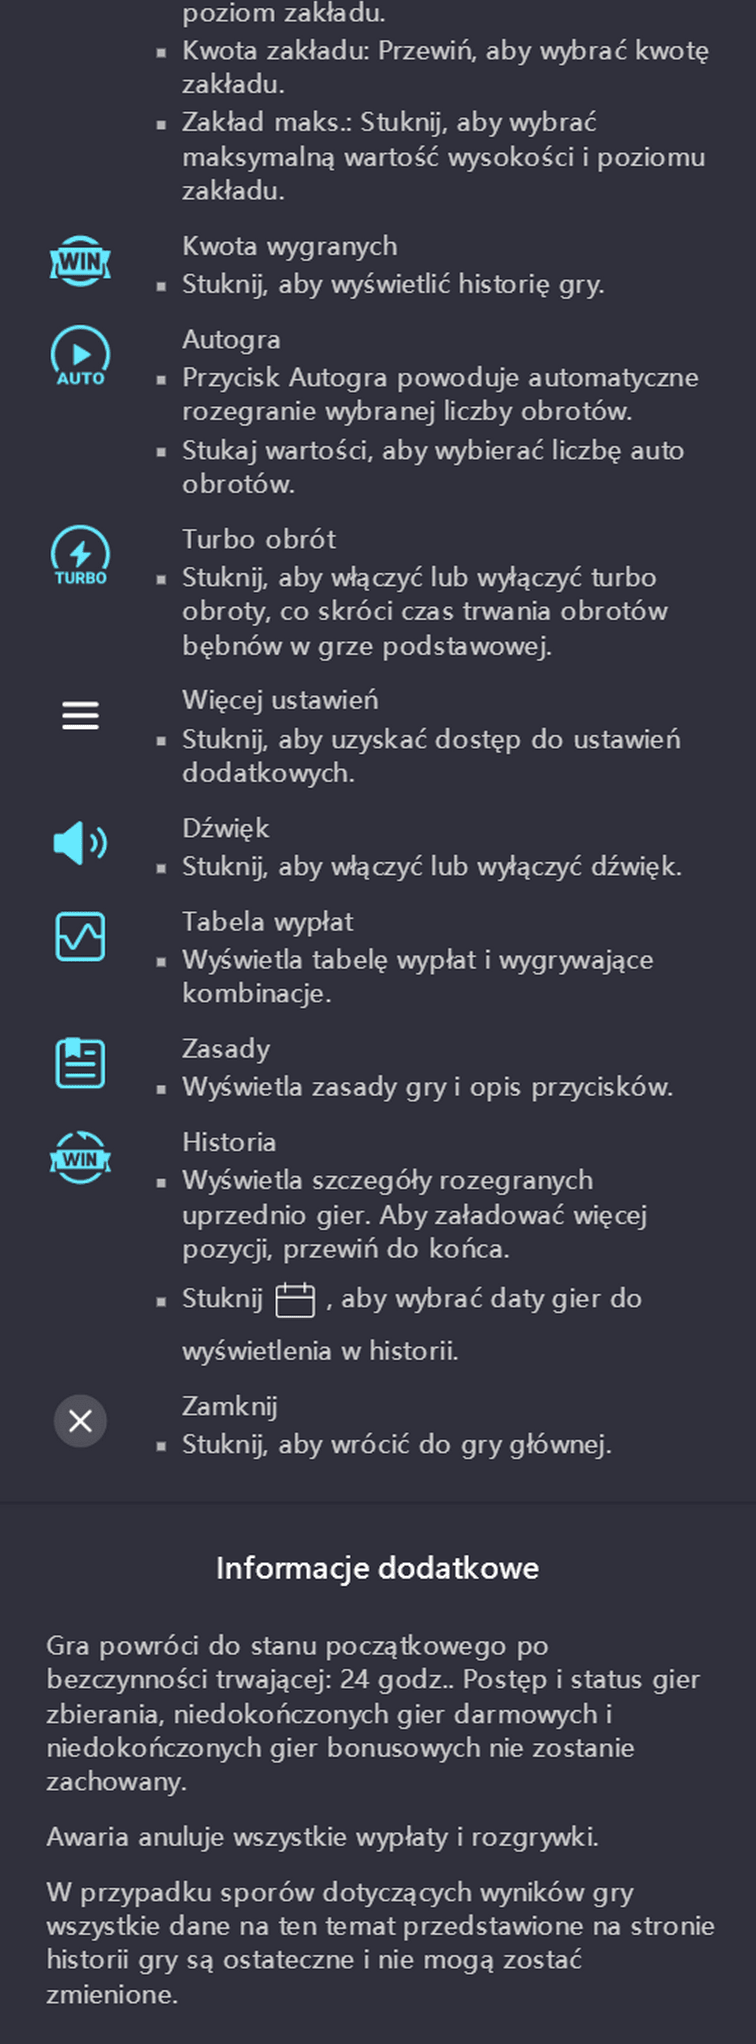 poziom zakładu.
▪ Kwota zakładu: Przewiń, aby wybrać kwotę
zakładu.
▪ Zakład maks.: Stuknij, aby wybrać
maksymalną wartość wysokości i poziomu
zakładu.
WIN
Kwota wygranych
▪ Stuknij, aby wyświetlić historię gry.
AUTO
Autogra
▪ Przycisk Autogra powoduje automatyczne
rozegranie wybranej liczby obrotów.
▪ Stukaj wartości, aby wybierać liczbę auto
obrotów.
TURBO
Turbo obrót
▪ Stuknij, aby włączyć lub wyłączyć turbo
obroty, co skróci czas trwania obrotów
bębnów w grze podstawowej.
Więcej ustawień
▪ Stuknij, aby uzyskać dostęp do ustawień
dodatkowych.
Dźwięk
▪ Stuknij, aby włączyć lub wyłączyć dźwięk.
Tabela wypłat
▪ Wyświetla tabelę wypłat i wygrywające
kombinacje.
Zasady
▪ Wyświetla zasady gry i opis przycisków.
WIN
Historia
▪ Wyświetla szczegóły rozegranych
uprzednio gier. Aby załadować więcej
pozycji, przewiń do końca.
▪ Stuknij , aby wybrać daty gier do
wyświetlenia w historii.
Zamknij
▪ Stuknij, aby wrócić do gry głównej.
Informacje dodatkowe
Gra powróci do stanu początkowego po
bezczynności trwającej: 24 godz.. Postęp i status gier
zbierania, niedokończonych gier darmowych i
niedokończonych gier bonusowych nie zostanie
zachowany.
Awaria anuluje wszystkie wypłaty i rozgrywki.
W przypadku sporów dotyczących wyników gry
wszystkie dane na ten temat przedstawione na stronie
historii gry są ostateczne i nie mogą zostać
zmienione.